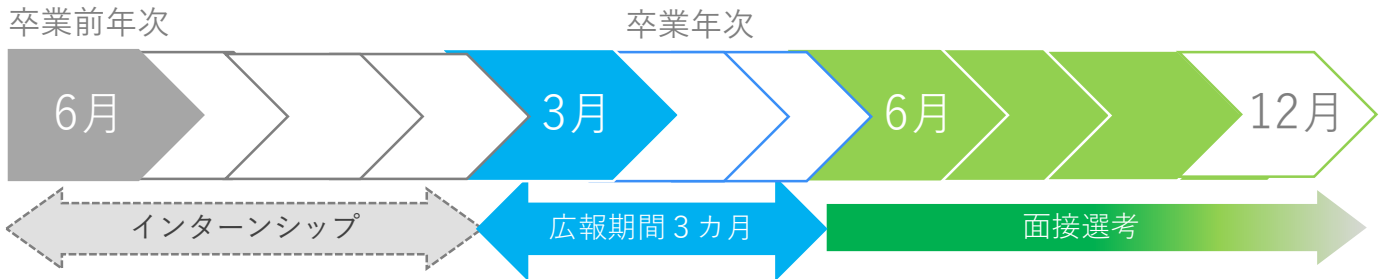 卒業前年次
卒業年次
6月
3月
6月
12月
インターンシップ
広報期間３カ月
面接選考